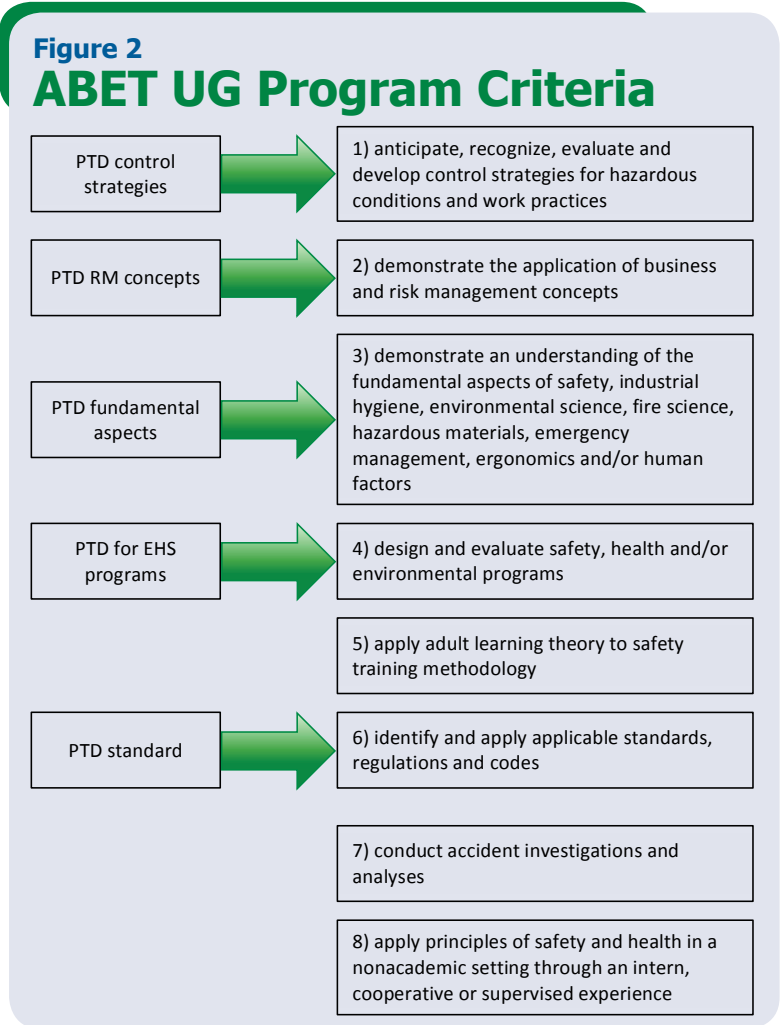 Figure 2
ABET UG Program Criteria
PTD control
strategies
1) anticipate, recognize, evaluate and
develop control strategies for hazardous
conditions and work practices
PTD RM concepts
2) demonstrate the application of business
and risk management concepts
PTD fundamental
aspects
3) demonstrate an understanding of the
fundamental aspects of safety, industrial
hygiene, environmental science, fire science,
hazardous materials, emergency
management, ergonomics and/or human
factors
PTD for EHS
programs
4) design and evaluate safety, health and/or
environmental programs
5) apply adult learning theory to safety
training methodology
PTD standard
6) identify and apply applicable standards,
regulations and codes
7) conduct accident investigations and
analyses
8) apply principles of safety and health in a
nonacademic setting through an intern,
cooperative or supervised experience